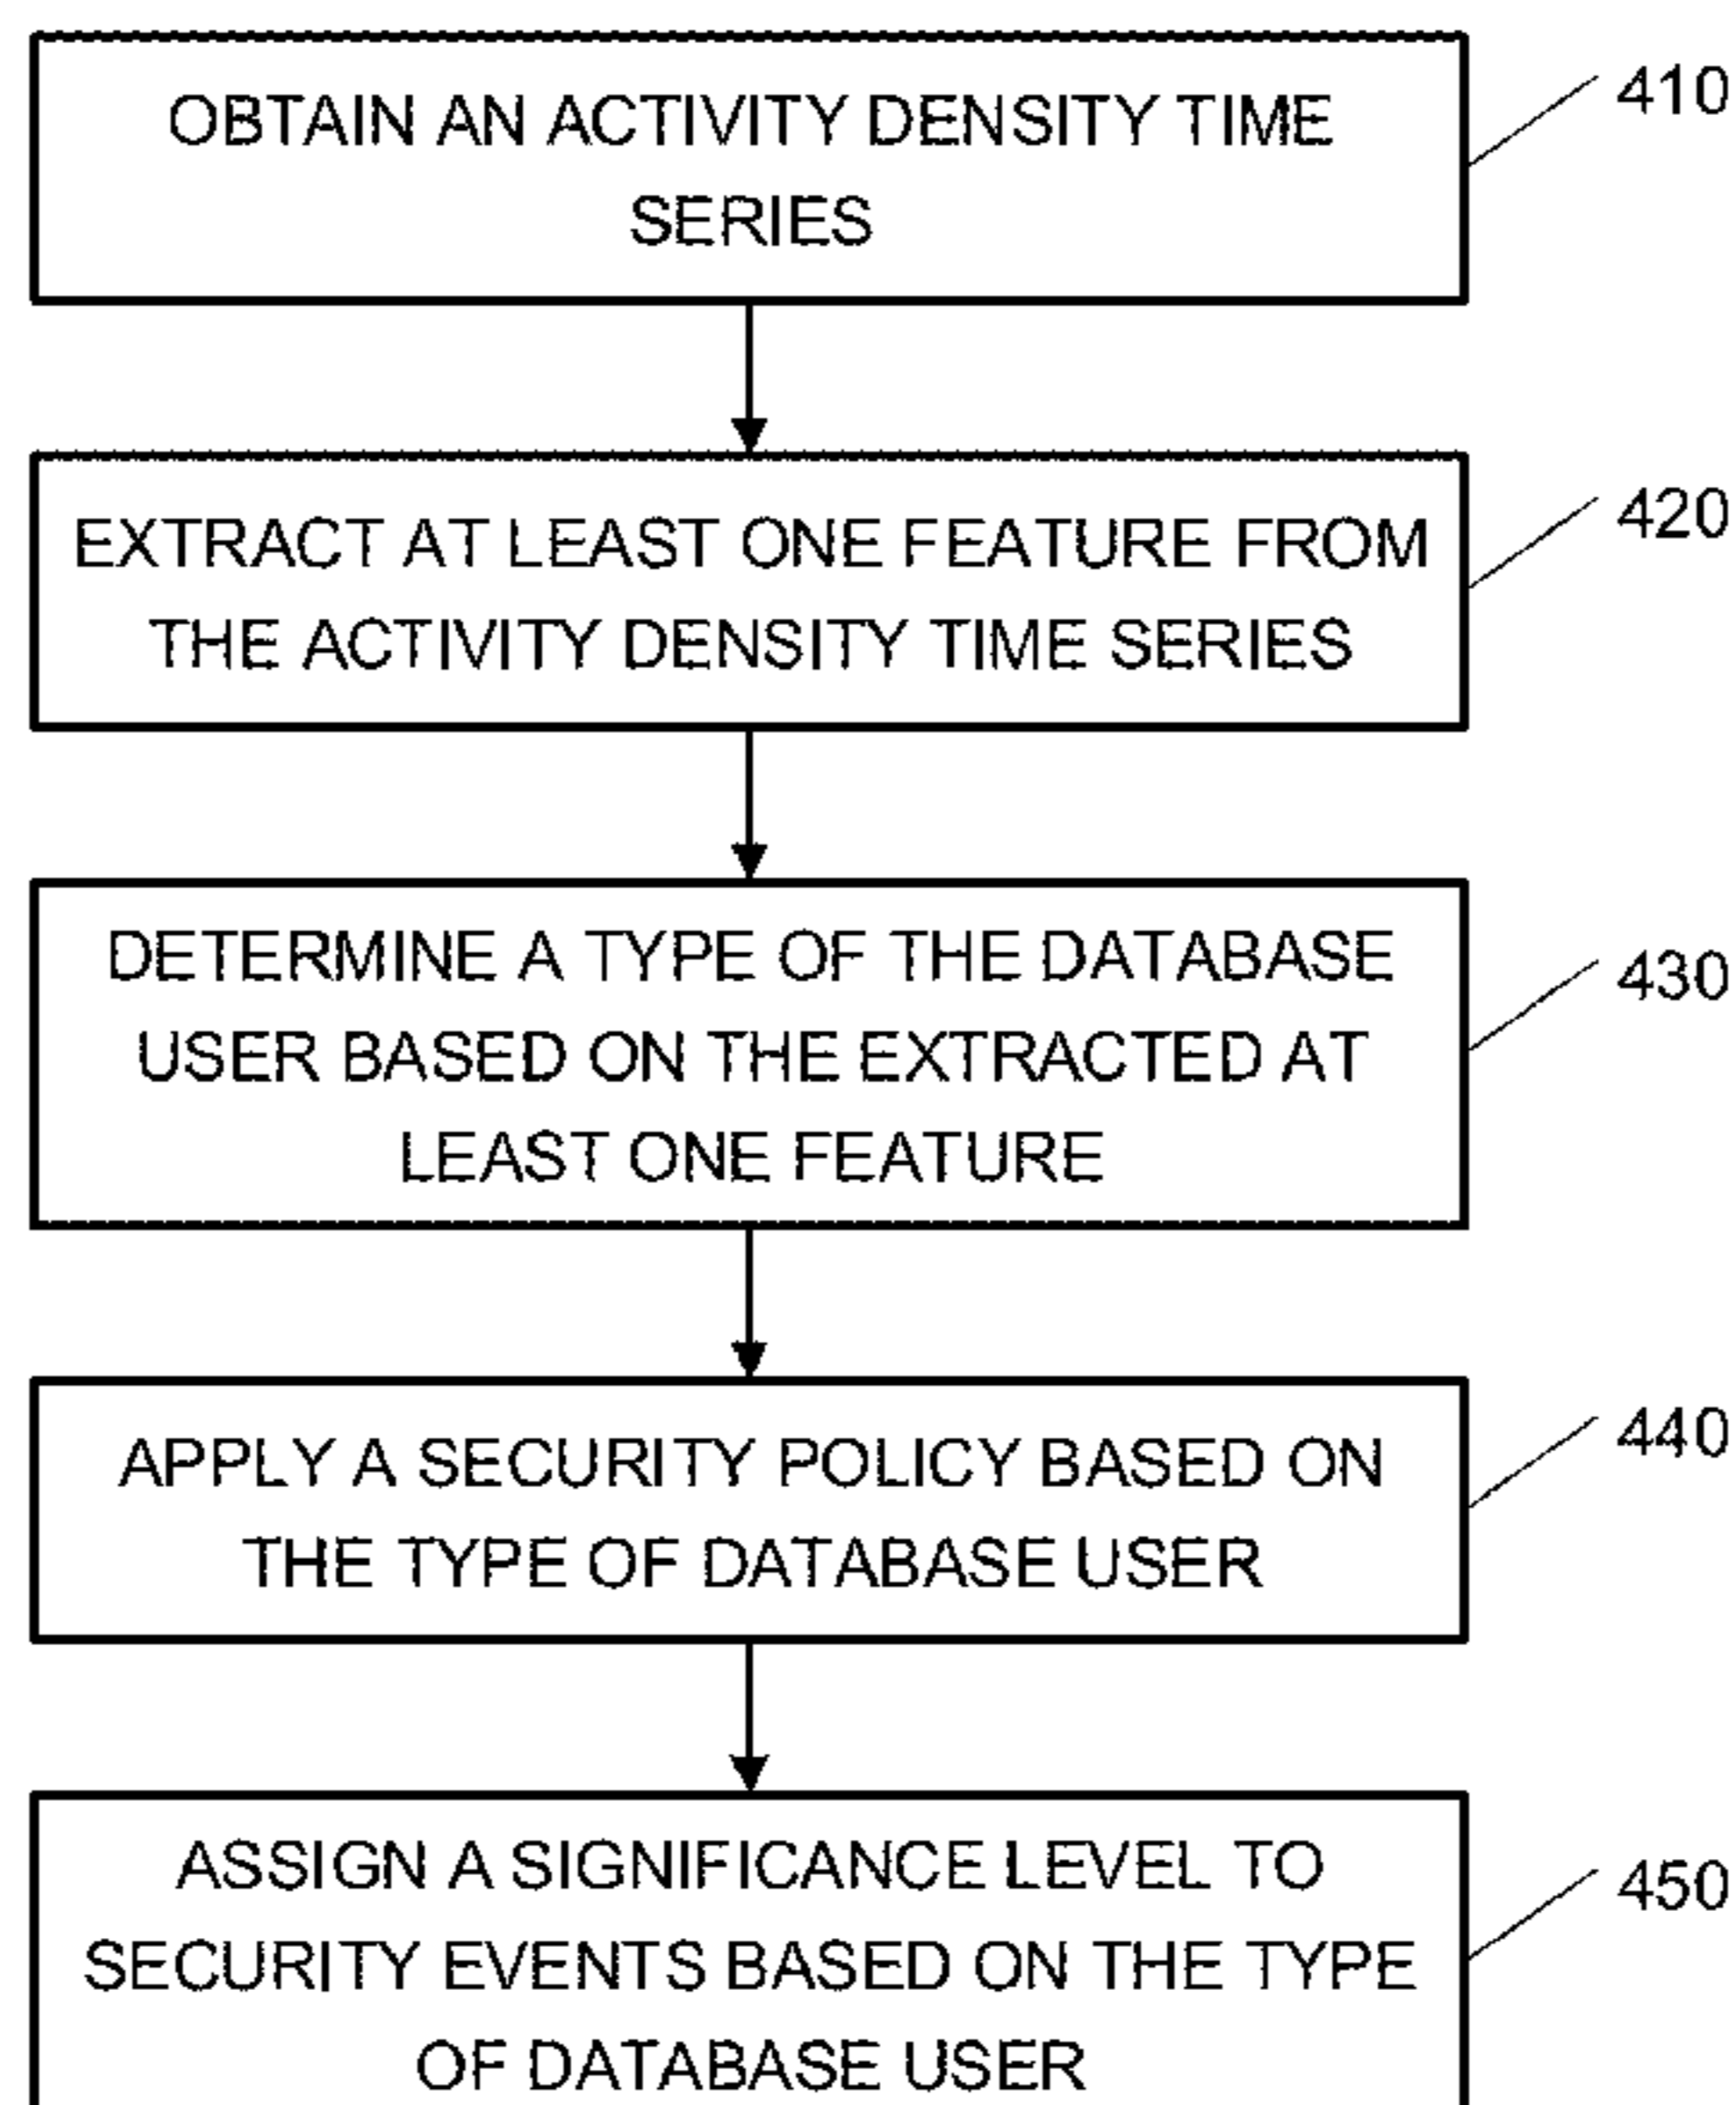 OBTAIN AN ACTIVITY DENSITY TIME
SERIES
410
EXTRACT AT LEAST ONE FEATURE FROM
THE ACTIVITY DENSITY TIME SERIES
420
DETERMINE A TYPE OF THE DATABASE
USER BASED ON THE EXTRACTED AT
LEAST ONE FEATURE
430
APPLY A SECURITY POLICY BASED ON
THE TYPE OF DATABASE USER
440
ASSIGN A SIGNIFICANCE LEVEL TO
SECURITY EVENTS BASED ON THE TYPE
OF DATABASE USER
450